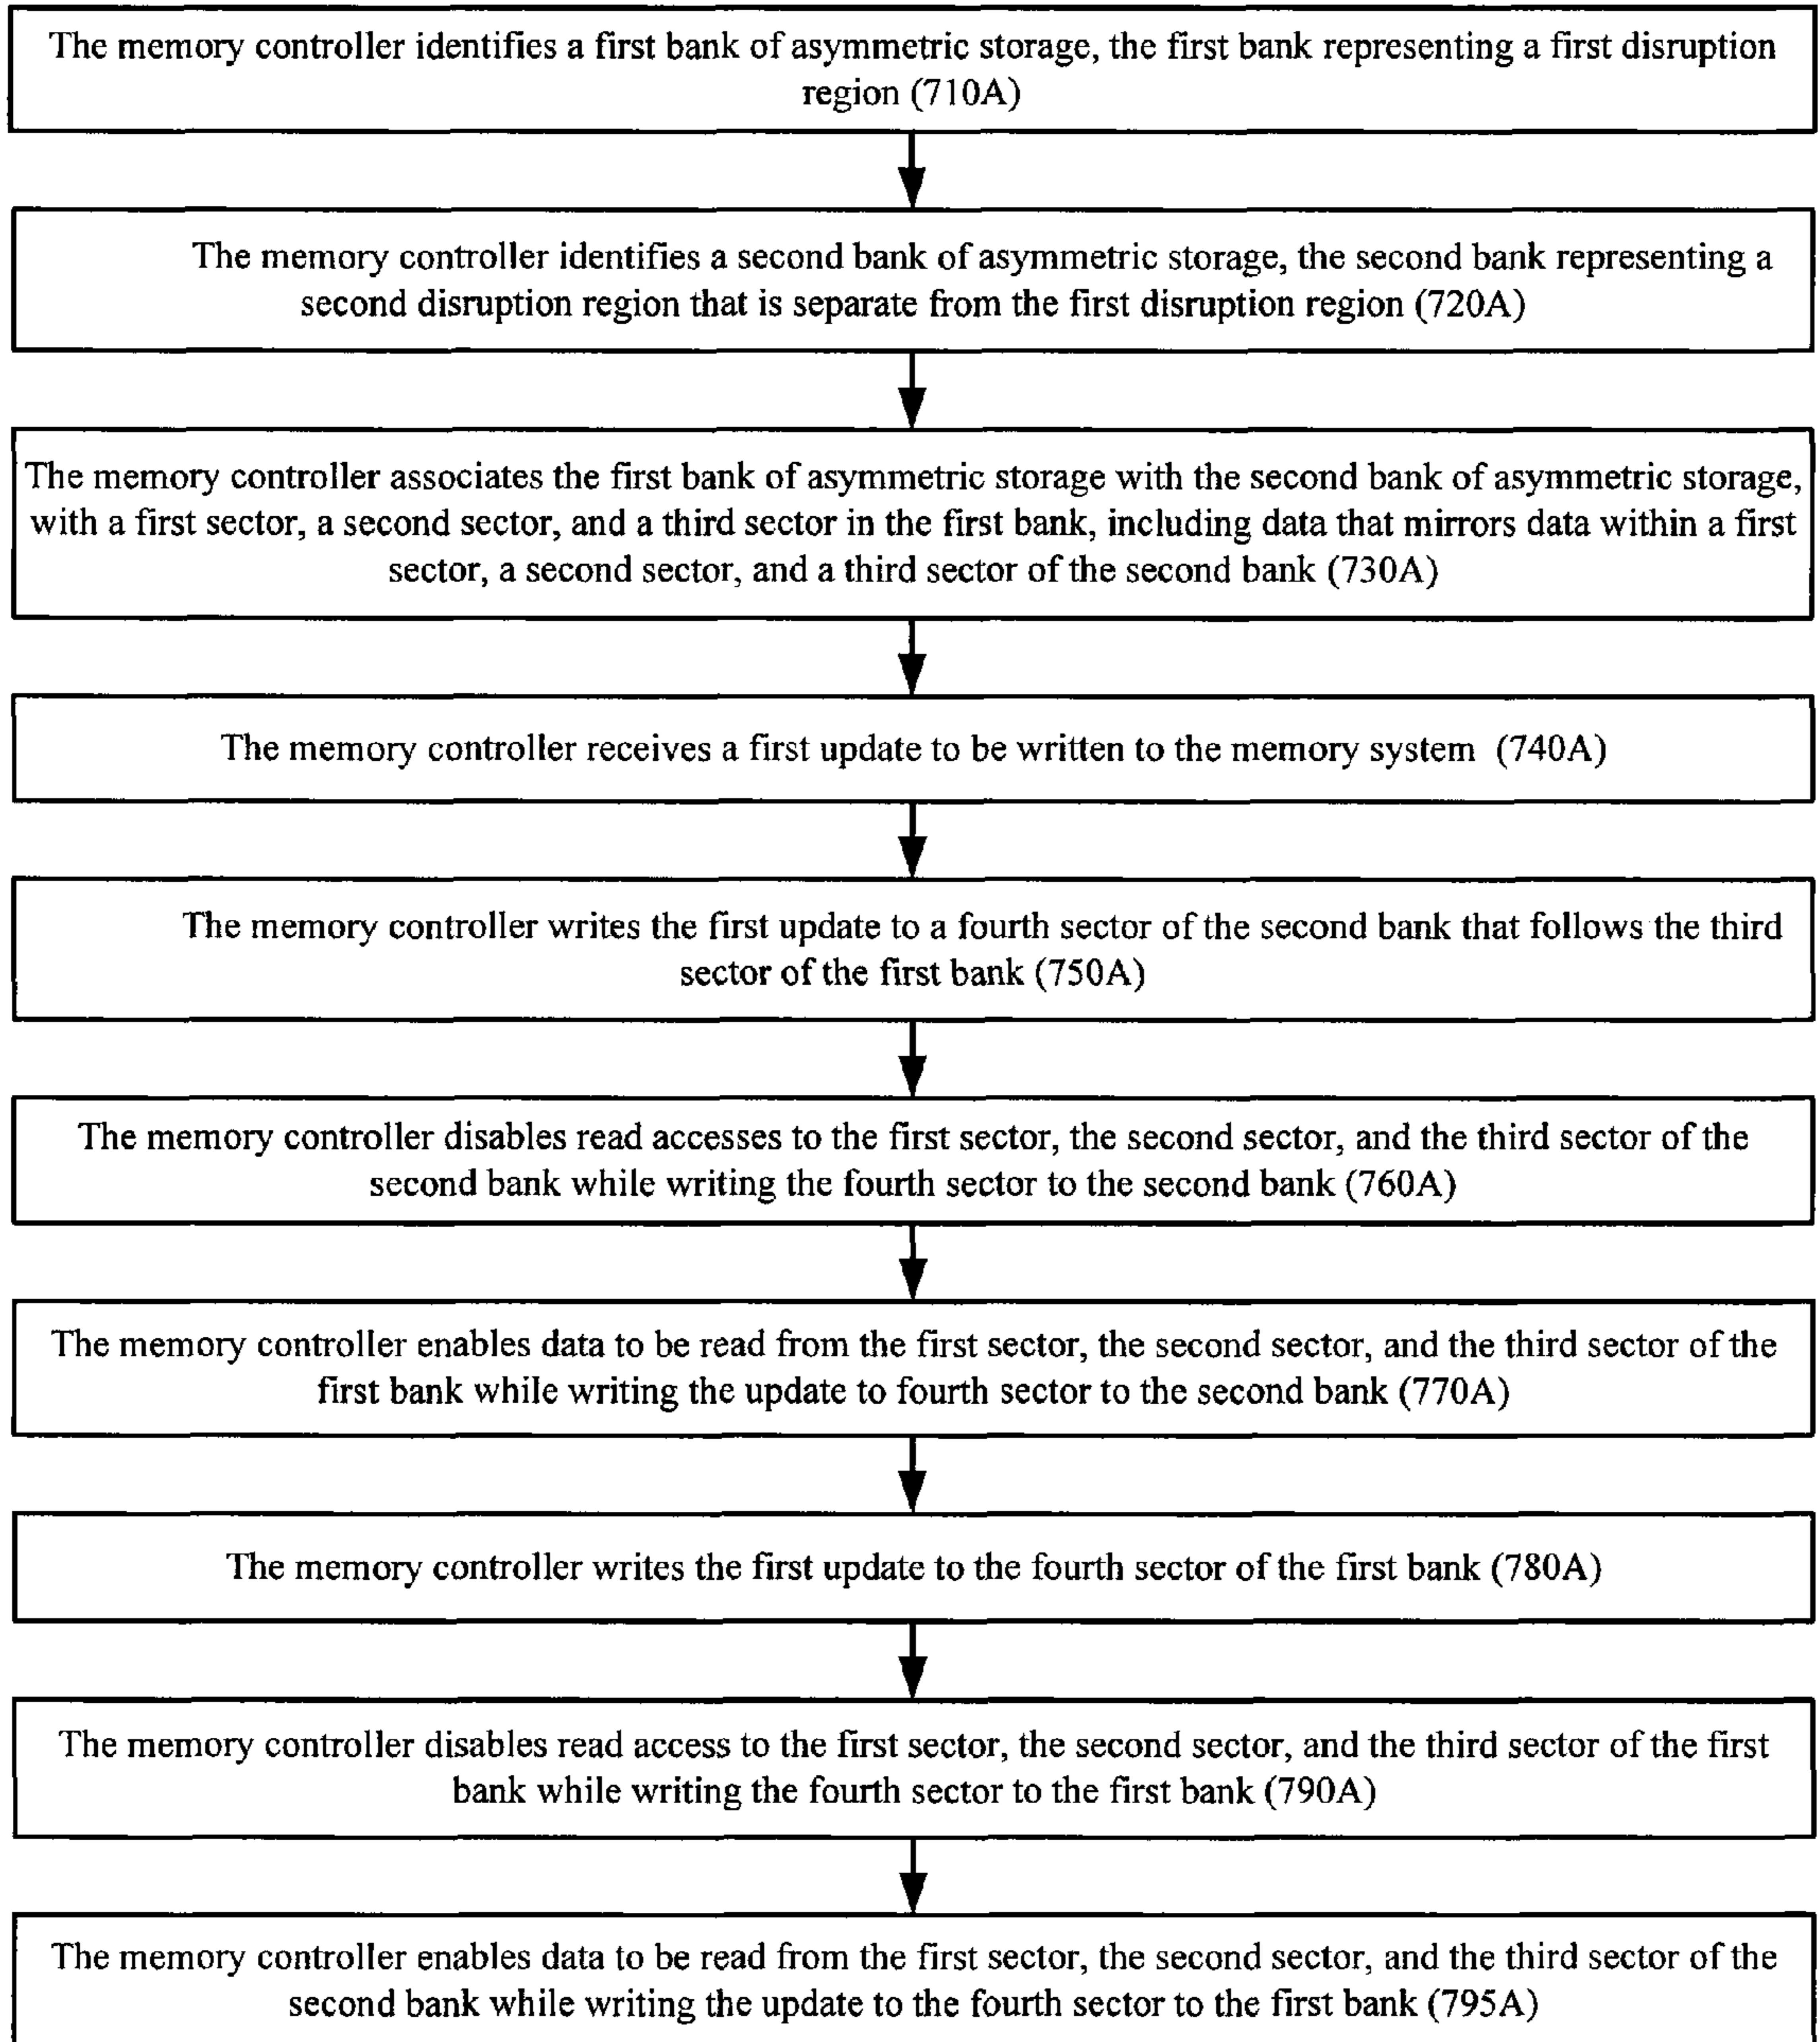 The memory controller identifies a first bank of asymmetric storage, the first bank representing a first disruption
region (710A)
The memory controller identifies a second bank of asymmetric storage, the second bank representing a
second disruption region that is separate from the first disruption region (720A)
The memory controller associates the first bank of asymmetric storage with the second bank of asymmetric storage,
with a first sector, a second sector, and a third sector in the first bank, including data that mirrors data within a first
sector, a second sector, and a third sector of the second bank (730A)
The memory controller receives a first update to be written to the memory system (740A)
The memory controller writes the first update to a fourth sector of the second bank that follows the third
sector of the first bank (750A)
The memory controller disables read accesses to the first sector, the second sector, and the third sector of the
second bank while writing the fourth sector to the second bank (760A)
The memory controller enables data to be read from the first sector, the second sector, and the third sector of the
first bank while writing the update to fourth sector to the second bank (770A)
The memory controller writes the first update to the fourth sector of the first bank (780A)
The memory controller disables read access to the first sector, the second sector, and the third sector of the first
bank while writing the fourth sector to the first bank (790A)
The memory controller enables data to be read from the first sector, the second sector, and the third sector of the
second bank while writing the update to the fourth sector to the first bank (795A)